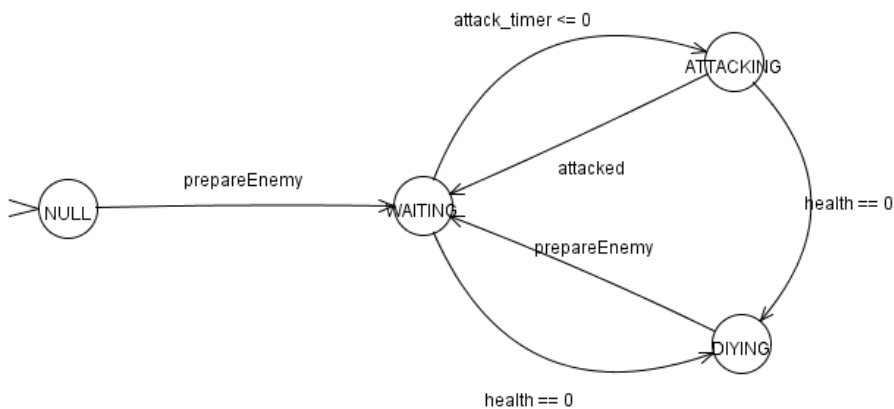 attack_timer <= 0
ATTACKING
attacked
prepareEnemy
NULL
WAITING
health == 0
prepareEnemy
DIYING
health == 0